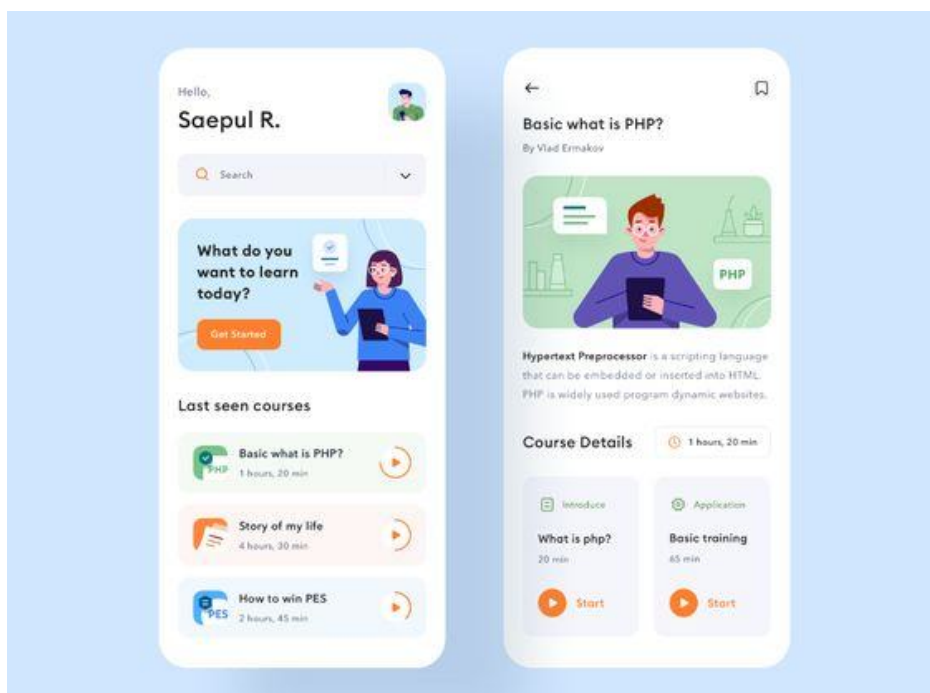 Hello,
Saepul R.
Search
What do you
want to learn
today?
Get Started
Last seen courses
PHP
Basic what is PHP?
1 hours, 20 min
Story of my life
4 hours, 30 min
PES
How to win PES
2 hours, 45 min
Basic what is PHP?
By Vlad Ermakov
PHP
Hypertext Preprocessor is a scripting language
that can be embedded or inserted into HTML.
PHP is widely used program dynamic websites.
Course Details
1 hours, 20 min
Introduce
What is php?
20 min
Start
Application
Basic training
65 min
Start